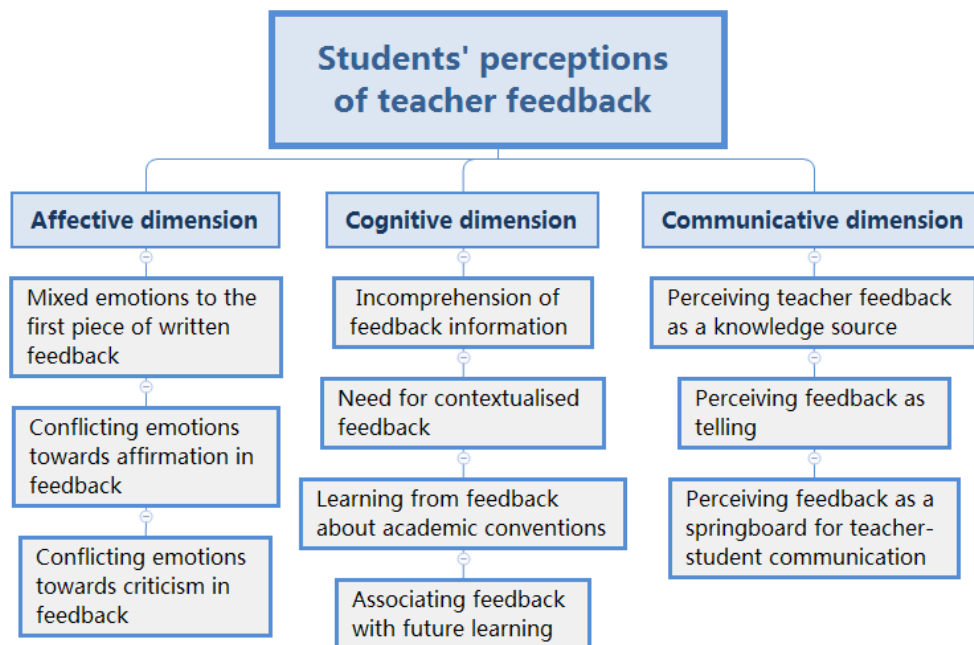 Students' perceptions
of teacher feedback
Affective dimension
Mixed emotions to the
first piece of written
feedback
Conflicting emotions
towards affirmation in
feedback
Conflicting emotions
towards criticism in
feedback
Cognitive dimension
Incomprehension of
feedback information
Need for contextualised
feedback
Learning from feedback
about academic conventions
Associating feedback
with future learning
Communicative dimension
Perceiving teacher feedback
as a knowledge source
Perceiving feedback as
telling
Perceiving feedback as a
springboard for teacher-
student communication